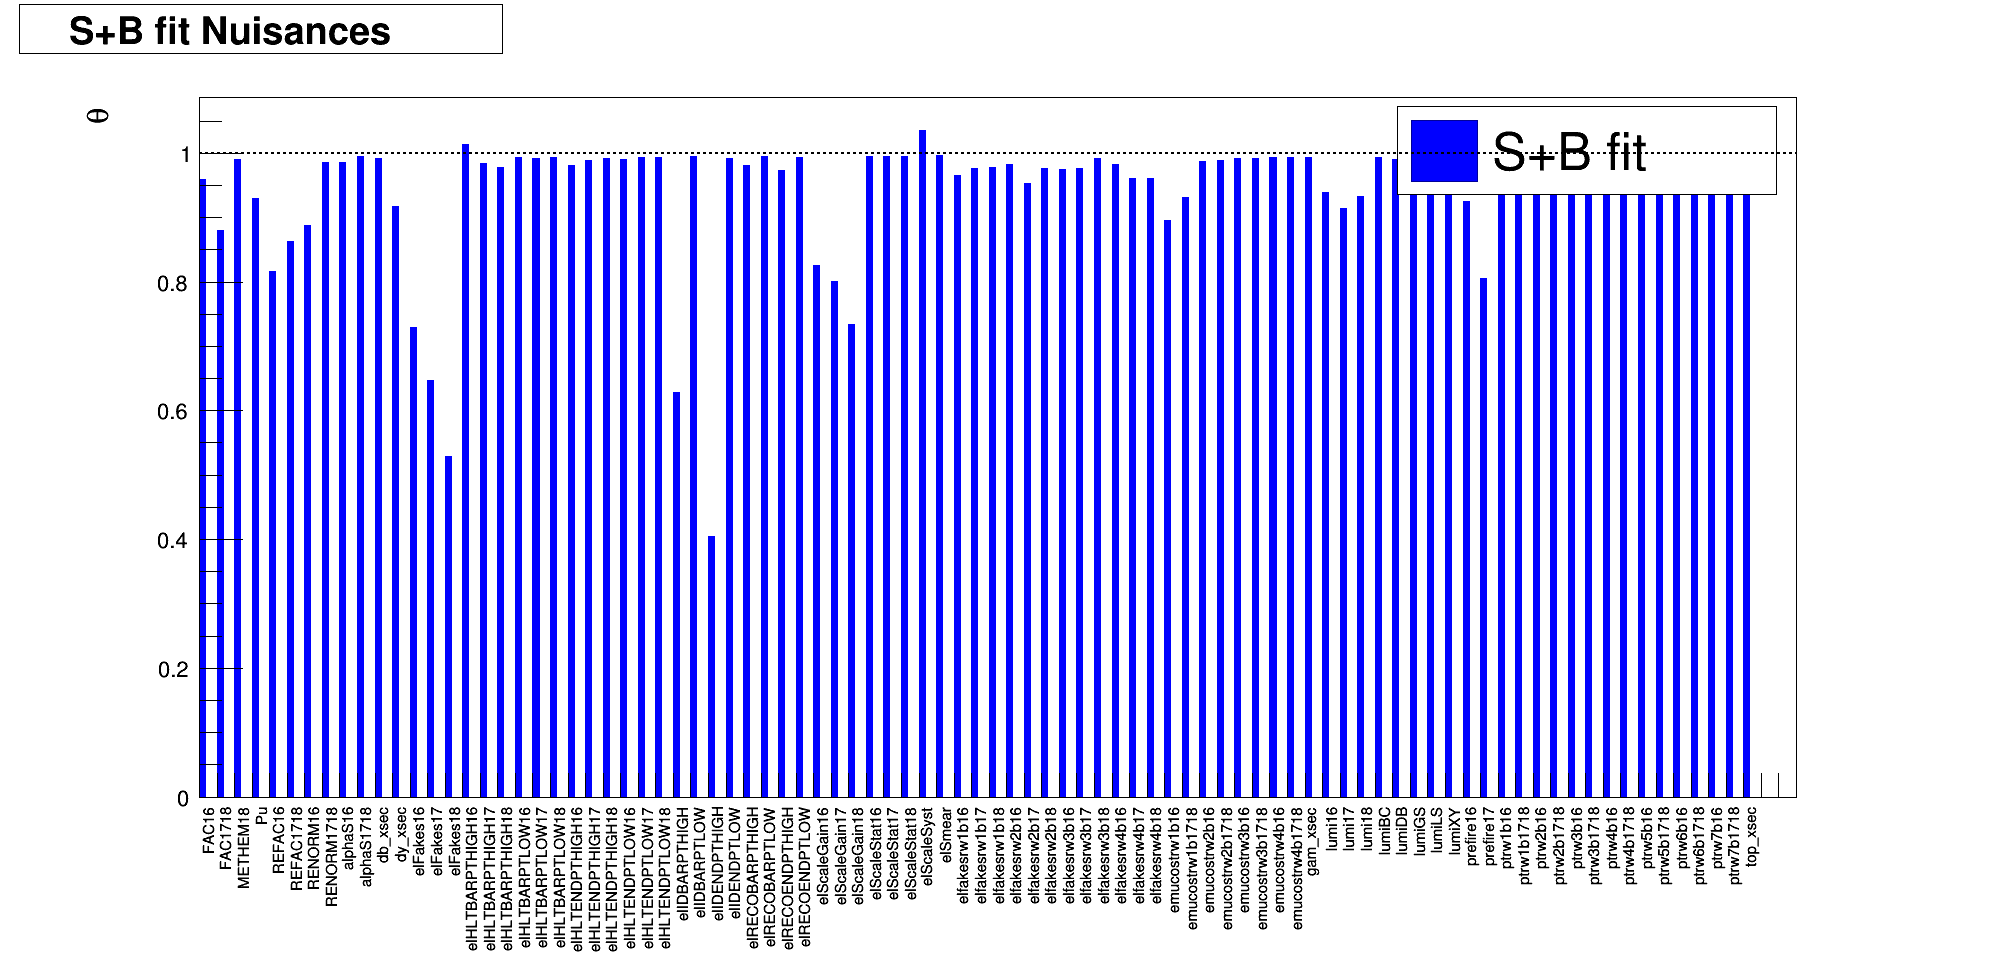 S+B fit Nuisances
θ
S+B fit
1
0.8
0.6
0.4
0.2
0
FAC16
FAC1718
METHEM18
Pu
REFAC16
REFAC1718
RENORM16
RENORM1718
alphaS16
alphaS1718
db_xsec
dy_xsec
elFakes16
elFakes17
elFakes18
elHLTBARPTHIGH16
elHLTBARPTHIGH17
elHLTBARPTHIGH18
elHLTBARPTLOW16
elHLTBARPTLOW17
elHLTBARPTLOW18
elHLTENDPTHIGH16
elHLTENDPTHIGH17
elHLTENDPTHIGH18
elHLTENDPTLOW16
elHLTENDPTLOW17
elHLTENDPTLOW18
elIDBARPTHIGH
elIDBARPTLOW
elIDENDPTHIGH
elIDENDPTLOW
elRECOBARPTHIGH
elRECOBARPTLOW
elRECOENDPTHIGH
elRECOENDPTLOW
elScaleGain16
elScaleGain17
elScaleGain18
elScaleStat16
elScaleStat17
elScaleStat18
elScaleSyst
elSmear
elfakesrw1b16
elfakesrw1b17
elfakesrw1b18
elfakesrw2b16
elfakesrw2b17
elfakesrw2b18
elfakesrw3b16
elfakesrw3b17
elfakesrw3b18
elfakesrw4b16
elfakesrw4b17
elfakesrw4b18
emucostrw1b16
emucostrw1b1718
emucostrw2b16
emucostrw2b1718
emucostrw3b16
emucostrw3b1718
emucostrw4b16
emucostrw4b1718
gam_xsec
lumi16
lumi17
lumi18
lumiBC
lumiDB
lumiGS
lumiLS
lumiXY
prefire16
prefire17
ptrw1b16
ptrw1b1718
ptrw2b16
ptrw2b1718
ptrw3b16
ptrw3b1718
ptrw4b16
ptrw4b1718
ptrw5b16
ptrw5b1718
ptrw6b16
ptrw6b1718
ptrw7b16
ptrw7b1718
top_xsec